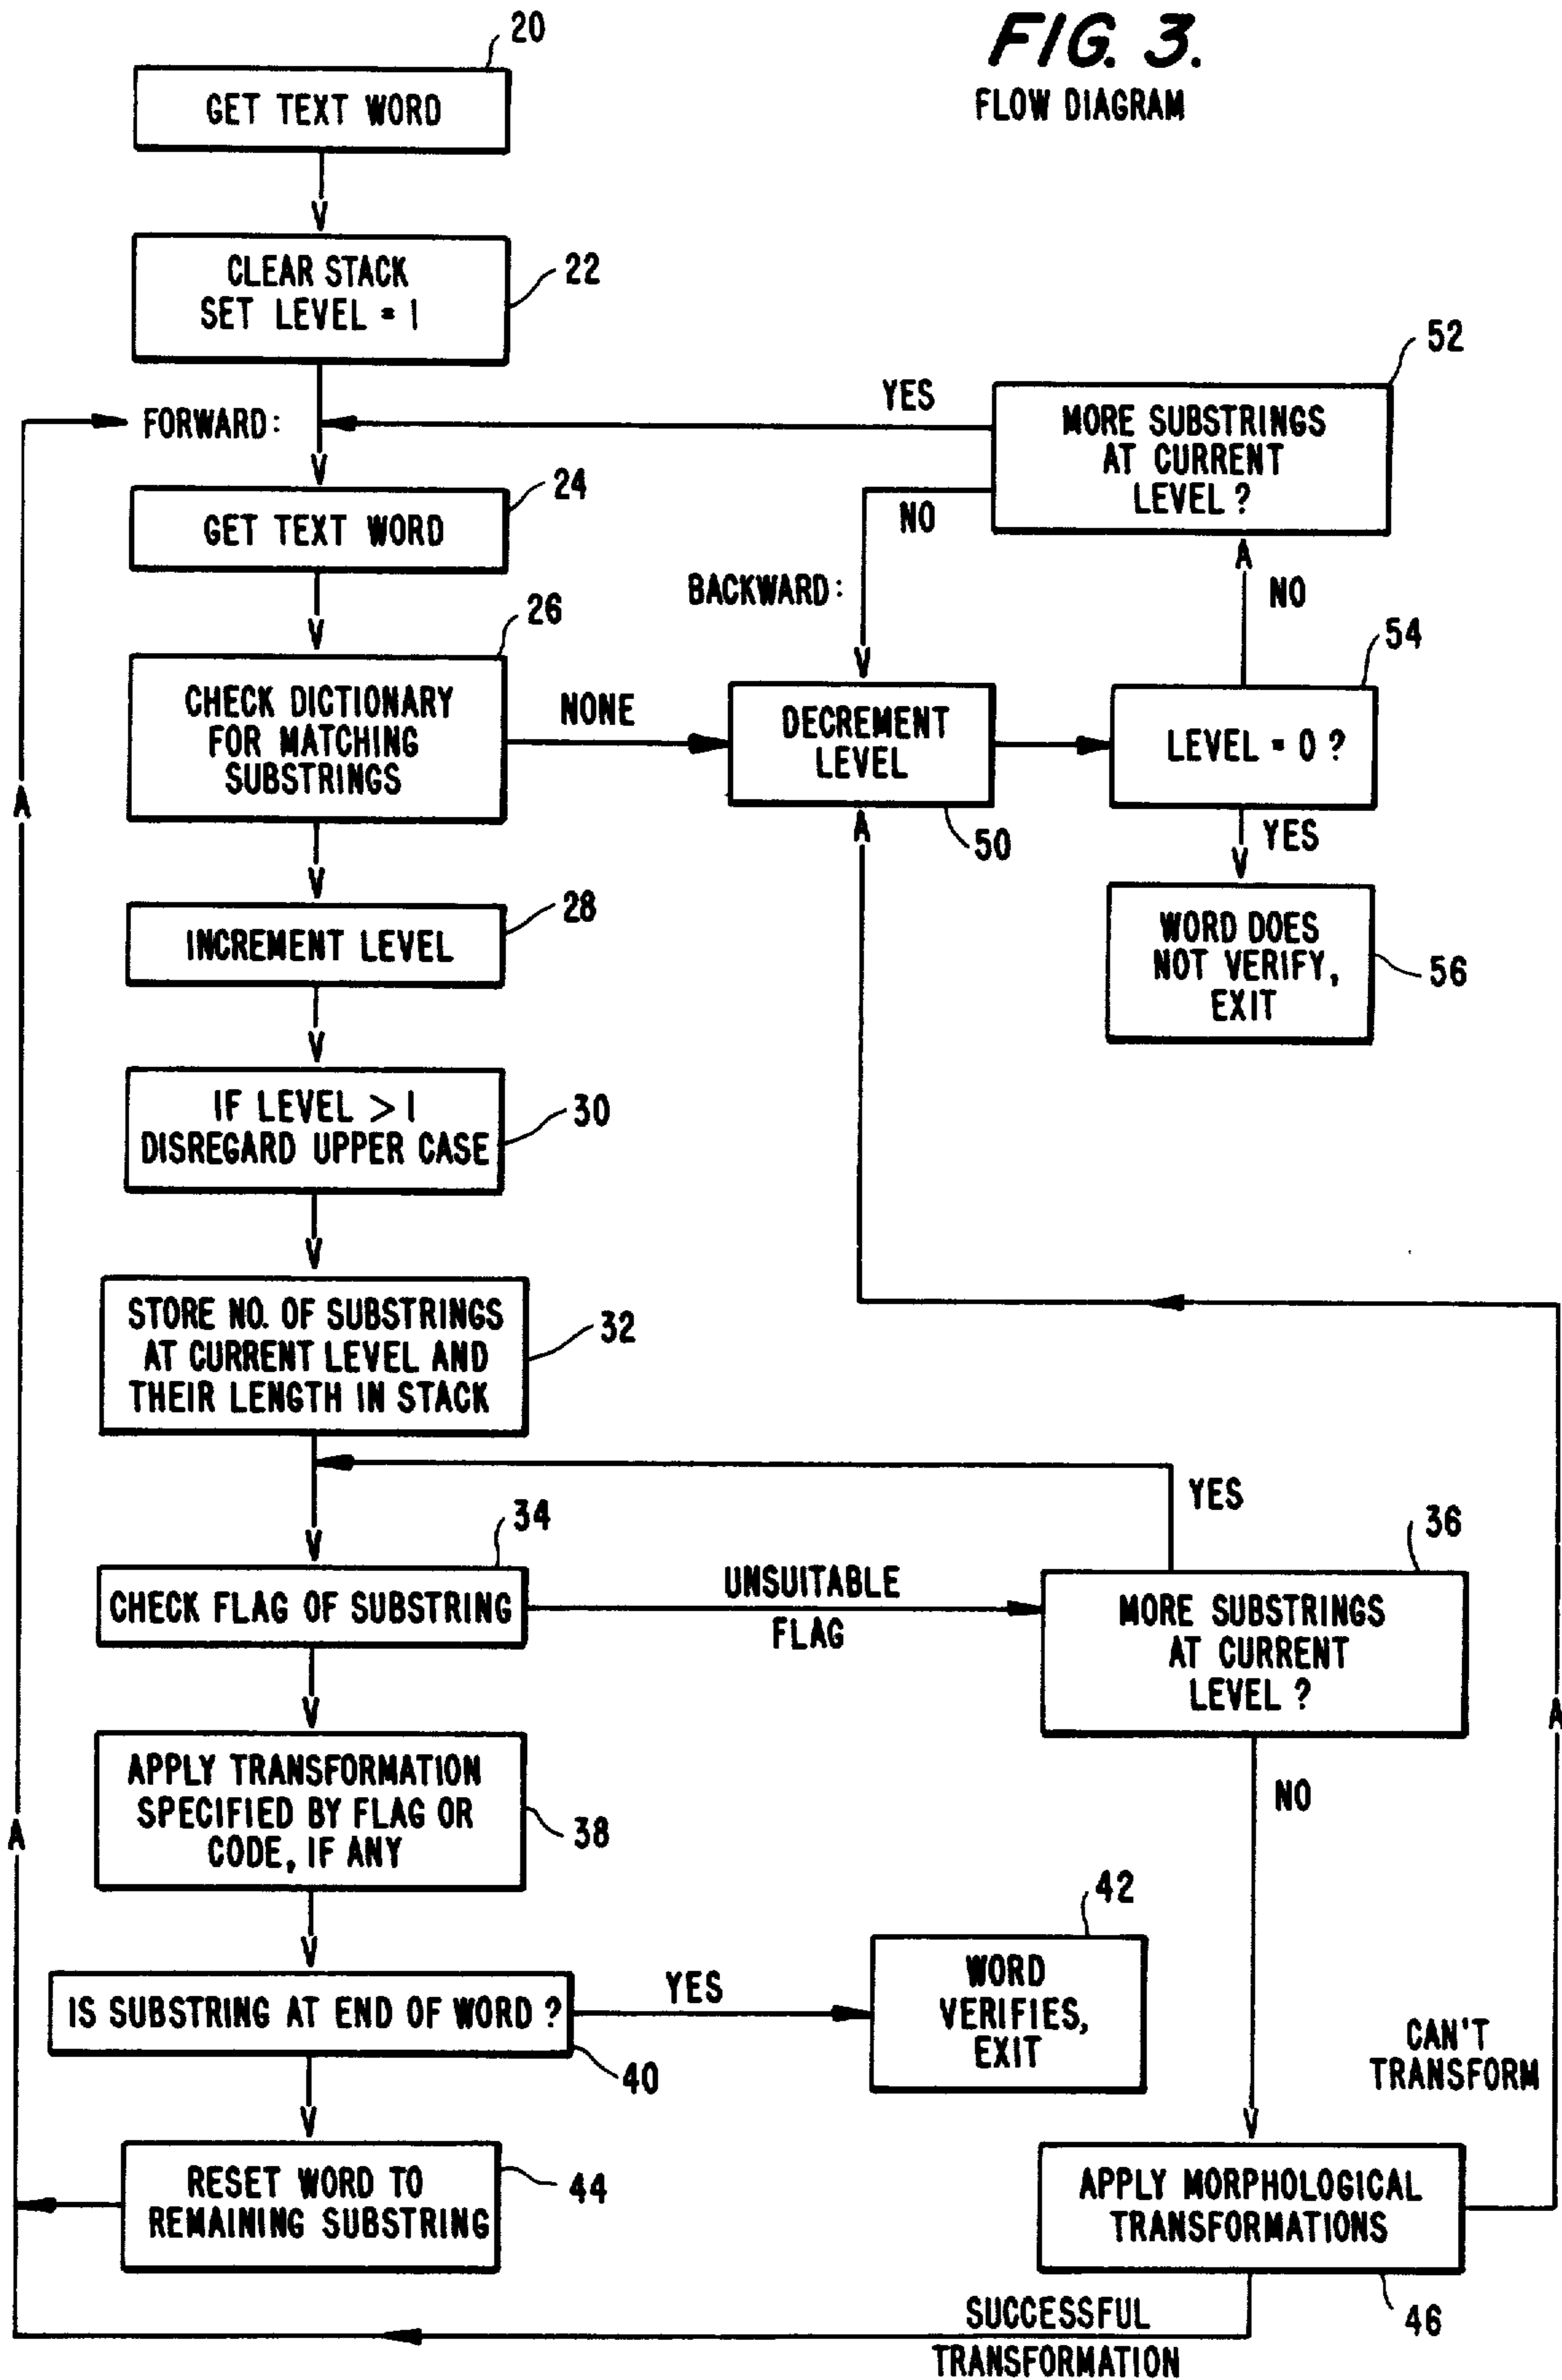 FIG. 3.
FLOW DIAGRAM
20
GET TEXT WORD
CLEAR STACK
SET LEVEL = 1
22
FORWARD:
YES
52
MORE SUBSTRINGS
AT CURRENT
LEVEL ?
NO
24
GET TEXT WORD
BACKWARD:
NO
26
CHECK DICTIONARY
FOR MATCHING
SUBSTRINGS
NONE
DECREMENT
LEVEL
50
54
LEVEL = 0 ?
YES
28
INCREMENT LEVEL
WORD DOES
NOT VERIFY,
EXIT
56
IF LEVEL > 1
DISREGARD UPPER CASE
30
STORE NO. OF SUBSTRINGS
AT CURRENT LEVEL AND
THEIR LENGTH IN STACK
32
YES
34
CHECK FLAG OF SUBSTRING
UNSUITABLE
FLAG
36
MORE SUBSTRINGS
AT CURRENT
LEVEL ?
NO
APPLY TRANSFORMATION
SPECIFIED BY FLAG OR
CODE, IF ANY
38
42
IS SUBSTRING AT END OF WORD ?
40
YES
WORD
VERIFIES,
EXIT
CAN'T
TRANSFORM
RESET WORD TO
REMAINING SUBSTRING
44
APPLY MORPHOLOGICAL
TRANSFORMATIONS
46
SUCCESSFUL
TRANSFORMATION